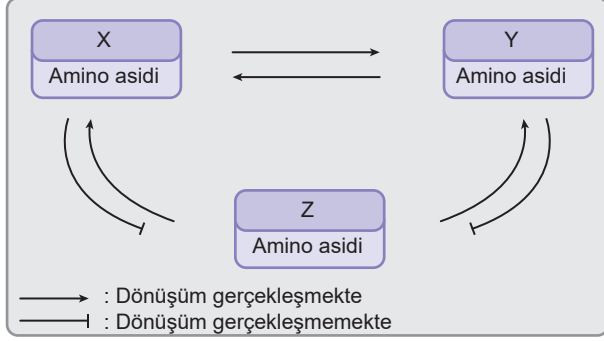 X
Amino asidi
Y
Amino asidi
Z
Amino asidi
: Dönüşüm gerçekleşmekte
: Dönüşüm gerçekleşmemekte